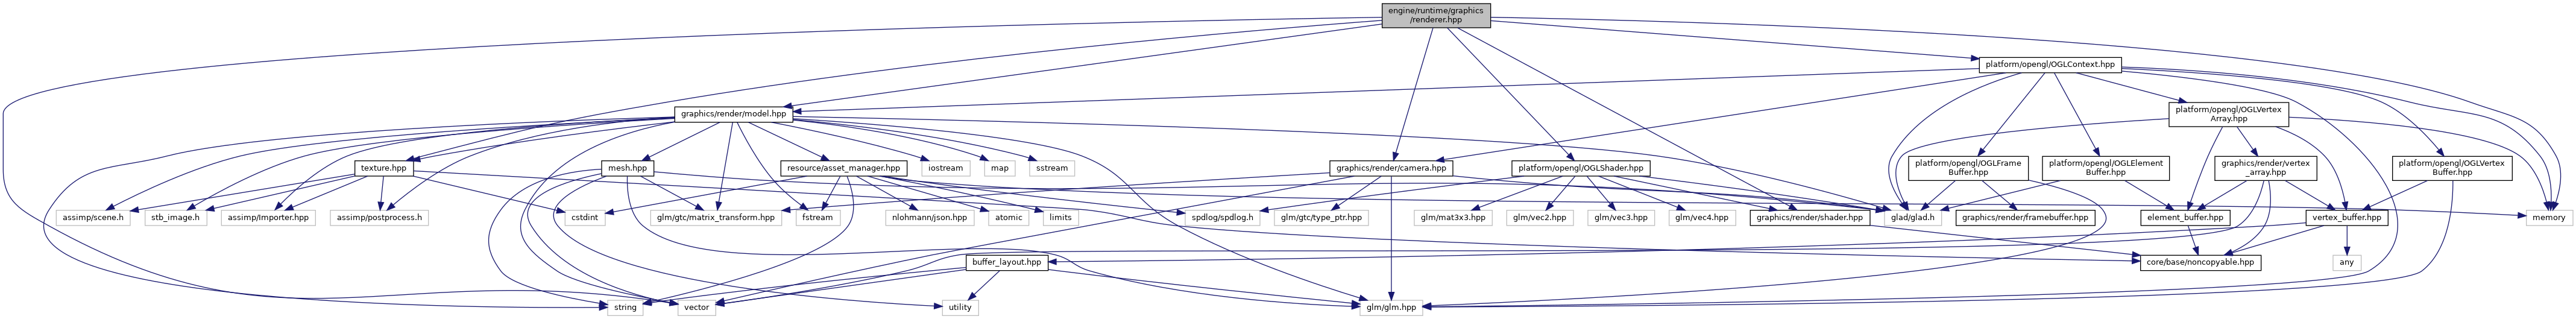 engine/runtime/graphics
/renderer.hpp
platform/opengl/OGLContext.hpp
graphics/render/model.hpp
platform/opengl/OGLVertex
Array.hpp
texture.hpp
mesh.hpp
resource/asset_manager.hpp
iostream
map
sstream
graphics/render/camera.hpp
platform/opengl/OGLShader.hpp
platform/opengl/OGLFrame
Buffer.hpp
platform/opengl/OGLElement
Buffer.hpp
graphics/render/vertex
_array.hpp
platform/opengl/OGLVertex
Buffer.hpp
assimp/scene.h
stb_image.h
assimp/Importer.hpp
assimp/postprocess.h
cstdint
glm/gtc/matrix_transform.hpp
fstream
nlohmann/json.hpp
atomic
limits
spdlog/spdlog.h
glm/gtc/type_ptr.hpp
glm/mat3x3.hpp
glm/vec2.hpp
glm/vec3.hpp
glm/vec4.hpp
graphics/render/shader.hpp
glad/glad.h
graphics/render/framebuffer.hpp
element_buffer.hpp
vertex_buffer.hpp
memory
buffer_layout.hpp
core/base/noncopyable.hpp
any
string
vector
utility
glm/glm.hpp